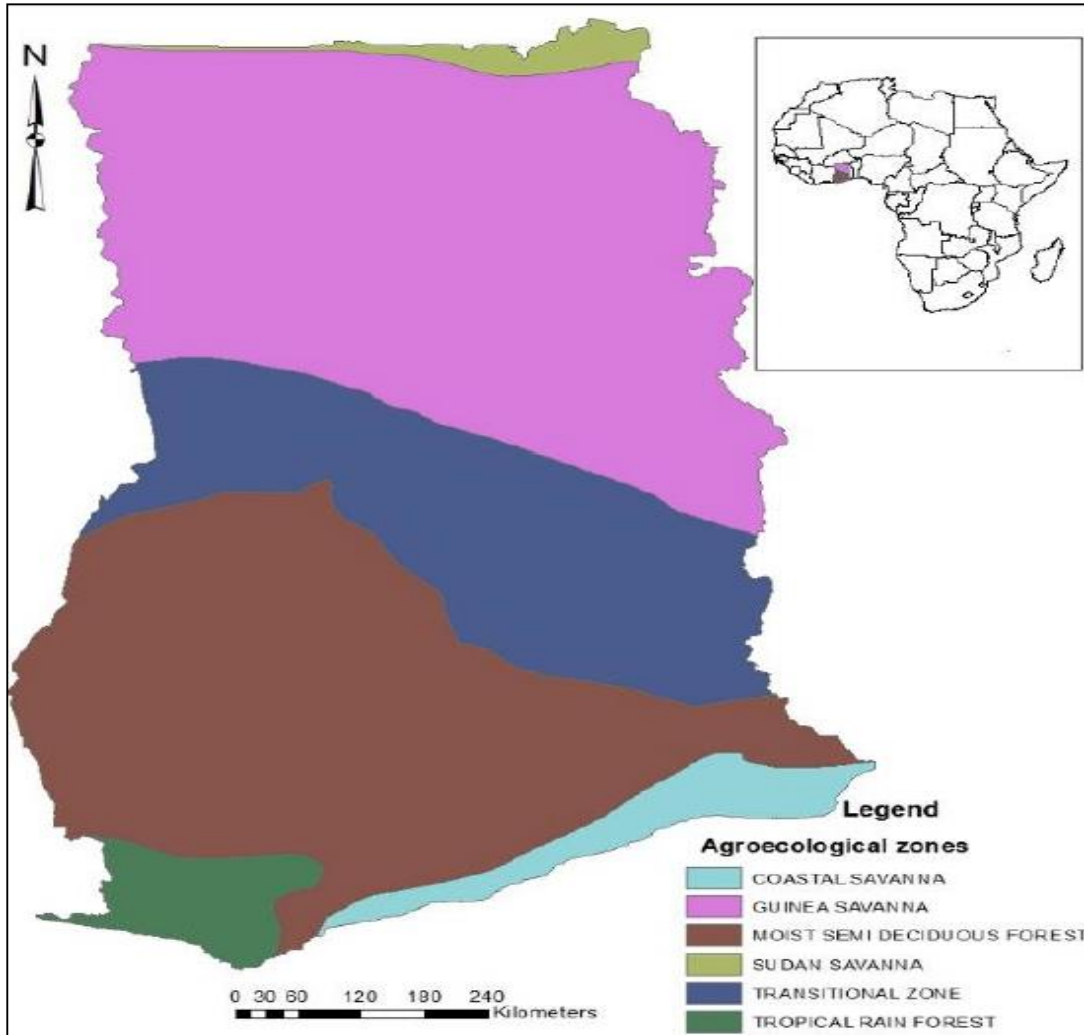 N
Legend
Agroecological zones
COASTAL SAVANNA
GUINEA SAVANNA
MOIST SEMI DECIDUOUS FOREST
SUDAN SAVANNA
TRANSITIONAL ZONE
TROPICAL RAIN FOREST
0 30 60 120 180 240
Kilometers